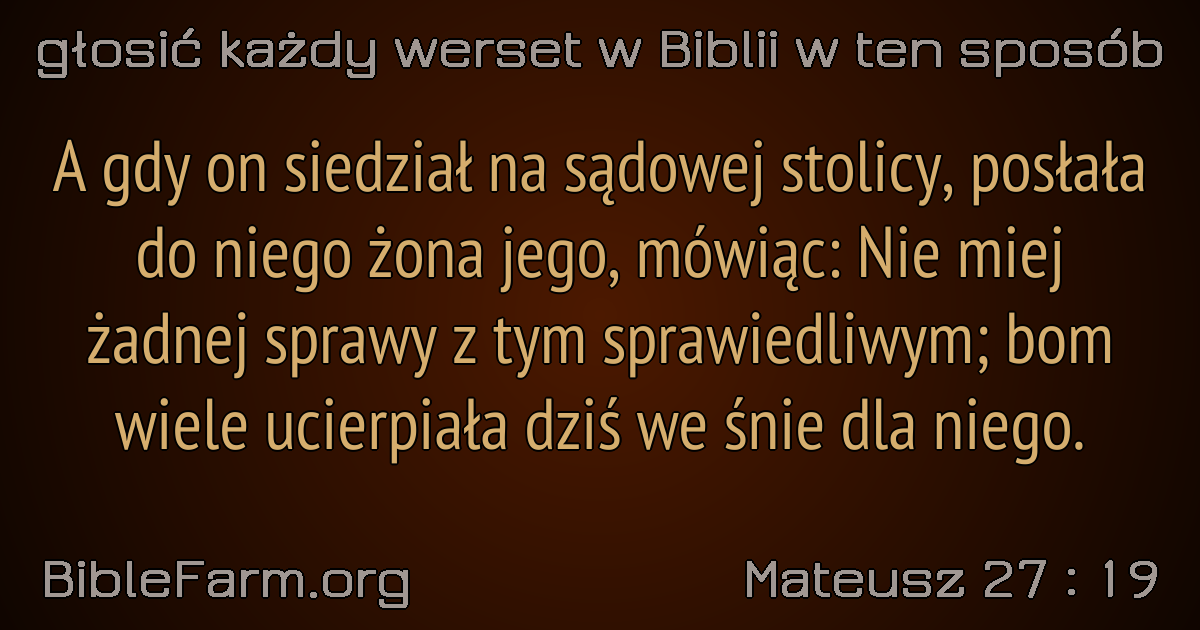 głosić każdy werset w Biblii w ten sposób
A gdy on siedział na sądowej stolicy, posłała
do niego żona jego, mówiąc: Nie miej
żadnej sprawy z tym sprawiedliwym; bom
wiele ucierpiała dziś we śnie dla niego.
BibleFarm.org
Mateusz 27 : 19